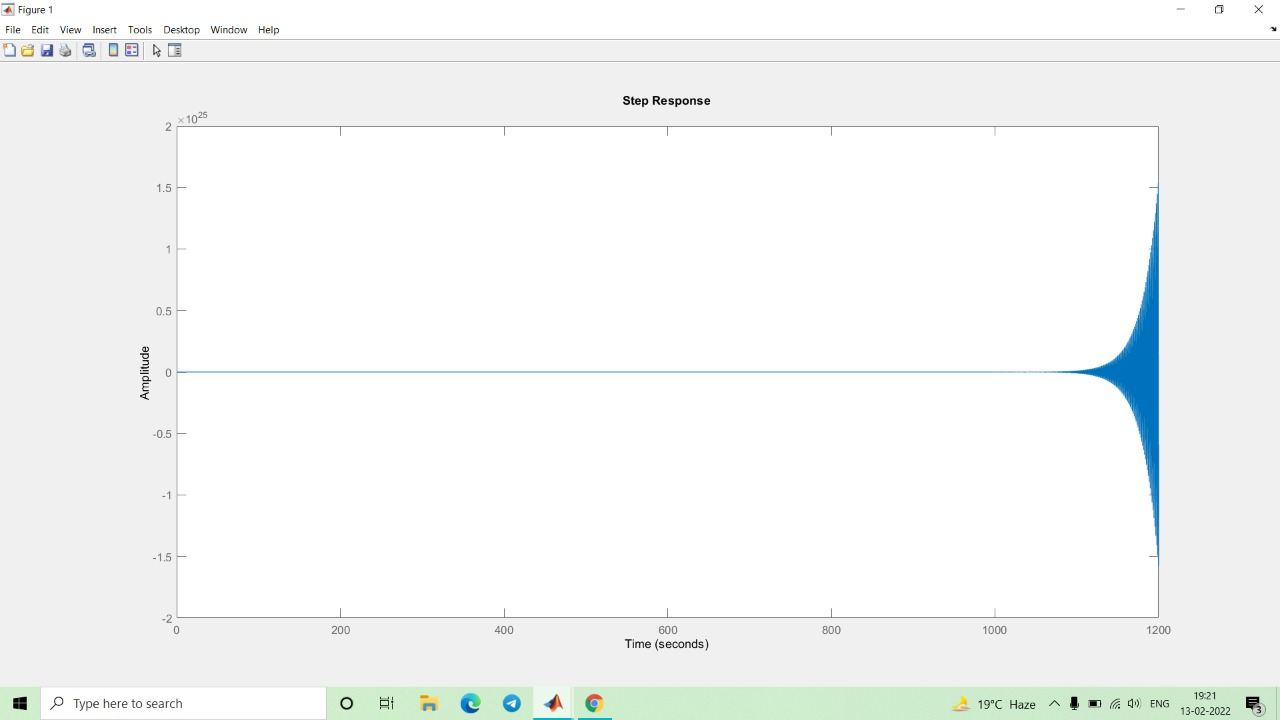 Figure 1
File Edit View Insert Tools Desktop Window Help
Step Response
×10^25
2
1.5
1
0.5
0
-0.5
-1
-1.5
-2
Amplitude
0 200 400 600 800 1000 1200
Time (seconds)
Type here to search
19°C Haze
ENG
19:21
13-02-2022
3